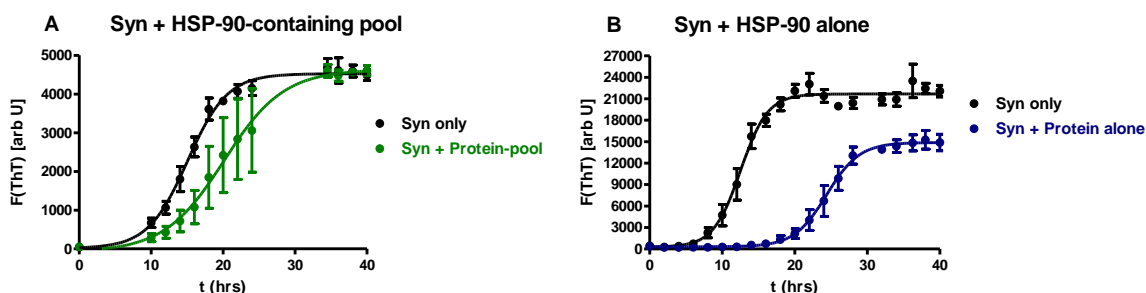 A Syn + HSP-90-containing pool
F(ThT) [arb U]
5000
4000
3000
2000
1000
0
0 10 20 30 40
t (hrs)
Syn only
Syn + Protein-pool
B Syn + HSP-90 alone
F(ThT) [arb U]
27000
24000
21000
18000
15000
12000
9000
6000
3000
0
0 10 20 30 40
t (hrs)
Syn only
Syn + Protein alone